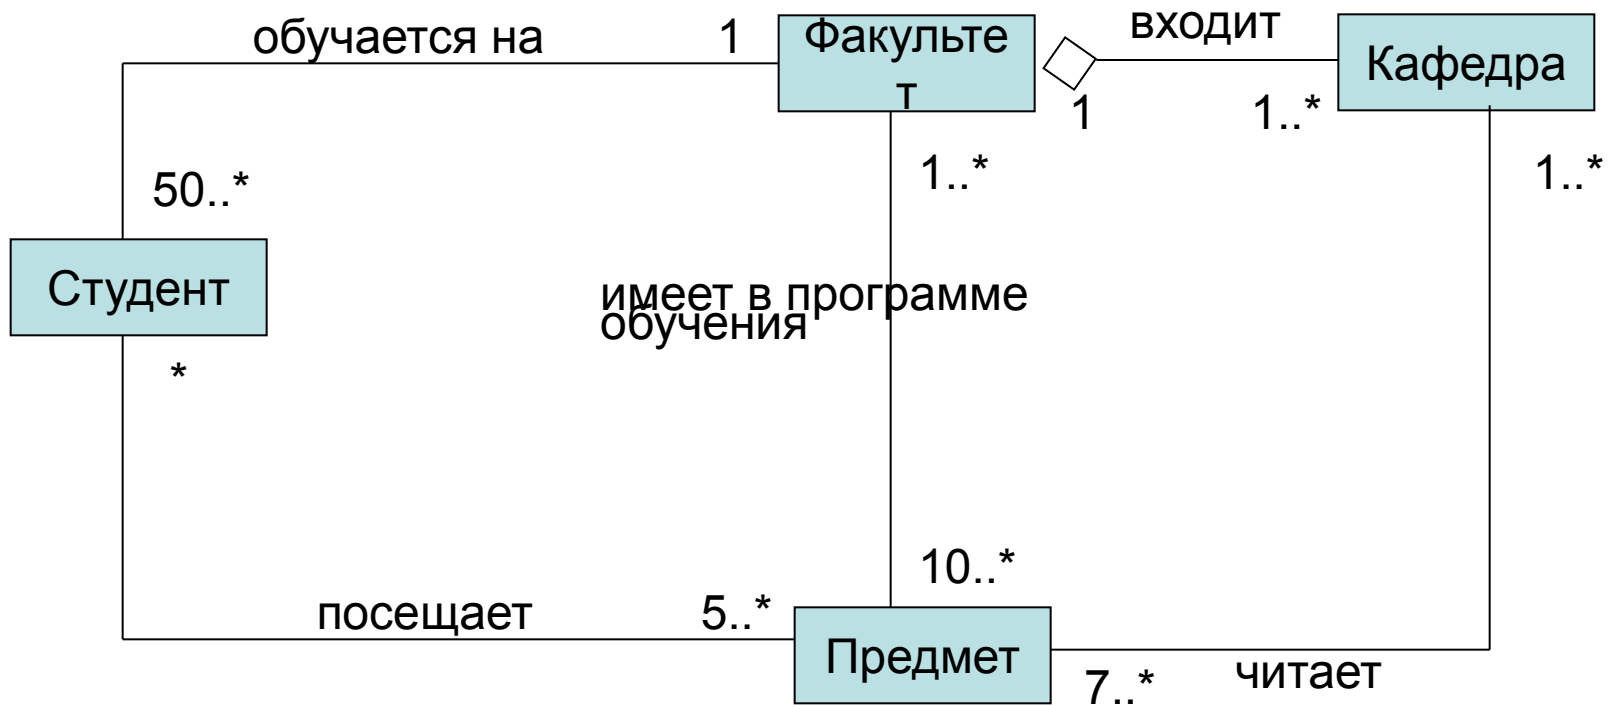 обучается на
1
Факульте
т
входит
Кафедра
1
1..*
50..*
1..*
1..*
Студент
имеет в программе
обучения
*
10..*
посещает
5..*
Предмет
7..*
читает